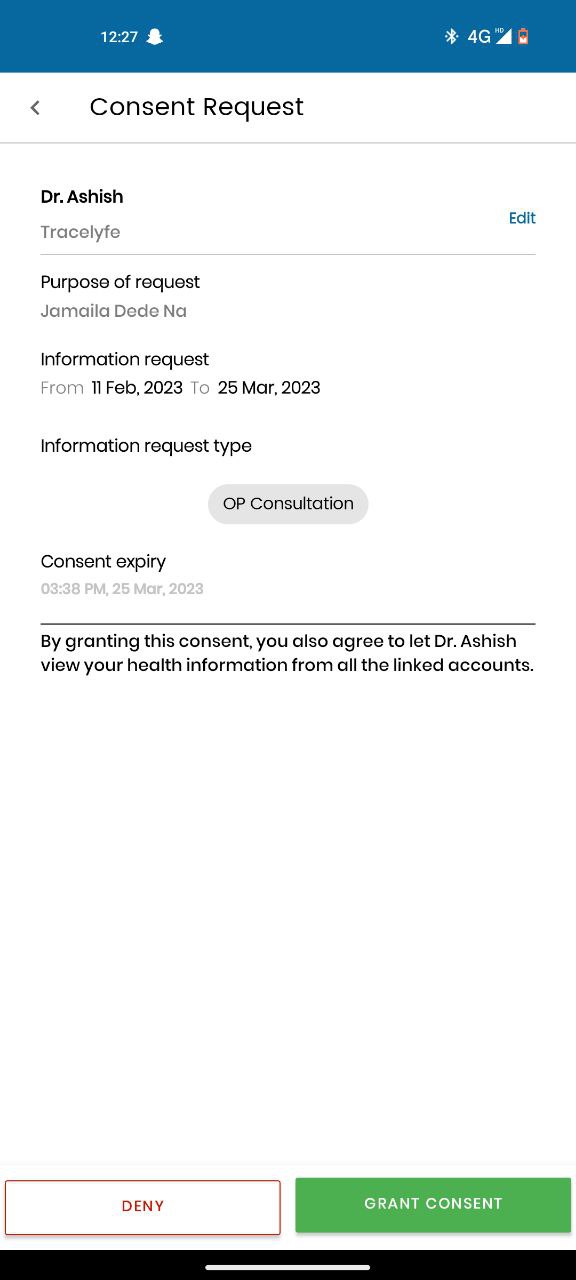 12:27
4G HD
Consent Request
Dr. Ashish
Edit
Tracelyfe
Purpose of request
Jamaila Dede Na
Information request
From 11 Feb, 2023 To 25 Mar, 2023
Information request type
OP Consultation
Consent expiry
03:38 PM, 25 Mar, 2023
By granting this consent, you also agree to let Dr. Ashish
view your health information from all the linked accounts.
DENY
GRANT CONSENT